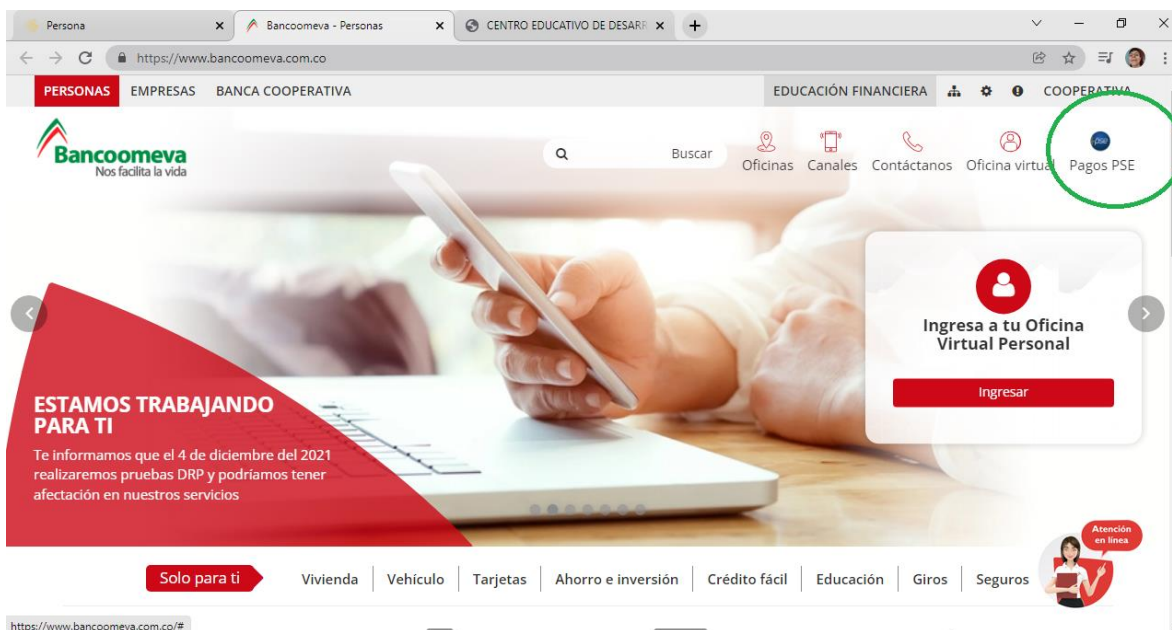 Persona
Bancoomeva - Personas
CENTRO EDUCATIVO DE DESARR
https://www.bancoomeva.com.co
PERSONAS EMPRESAS BANCA COOPERATIVA EDUCACIÓN FINANCIERA COOPERATIVA
Bancoomeva
Nos facilita la vida
Buscar
Oficinas Canales Contáctanos Oficina virtual Pagos PSE
pse
Ingresa a tu Oficina
Virtual Personal
Ingresar
ESTAMOS TRABAJANDO
PARA TI
Te informamos que el 4 de diciembre del 2021
realizaremos pruebas DRP y podríamos tener
afectación en nuestros servicios
Atención
en línea
Solo para ti Vivienda Vehículo Tarjetas Ahorro e inversión Crédito fácil Educación Giros Seguros
https://www.bancoomeva.com.co/#